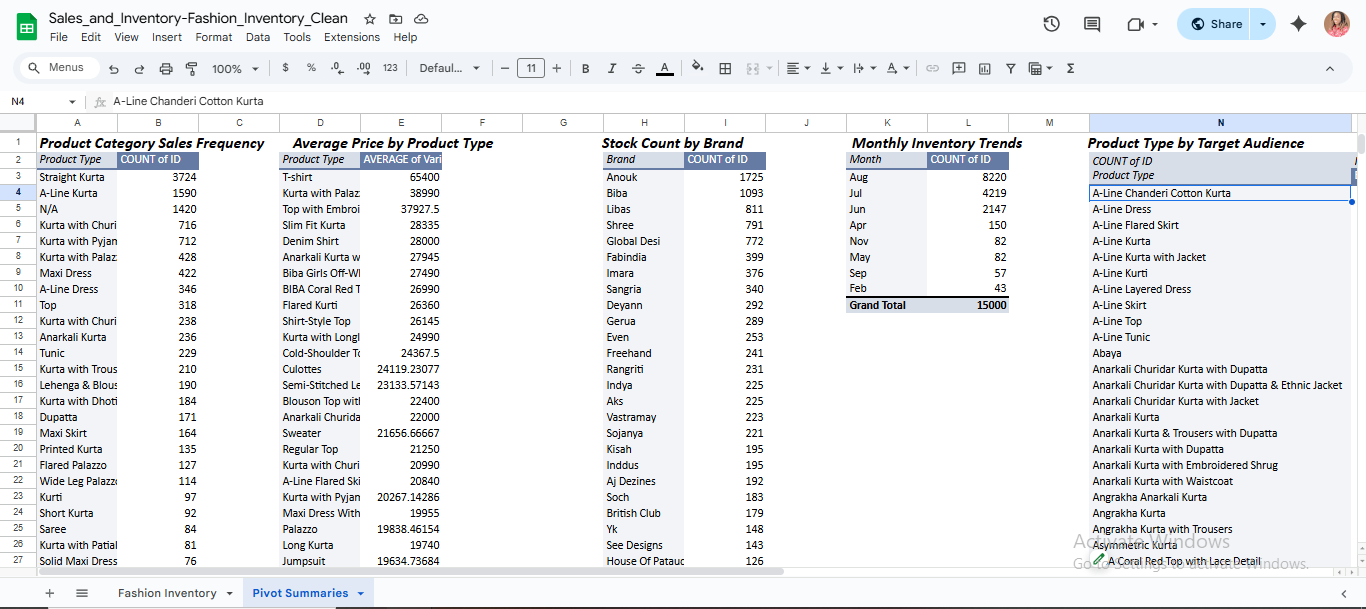 Sales_and_Inventory-Fashion_Inventory_Clean
File Edit View Insert Format Data Tools Extensions Help
Share
Menus 100% $ % .0 .00 123 Defaul... 11 B I A
N4 fx A-Line Chanderi Cotton Kurta
A B C D E F G H I J K L M N
1 Product Category Sales Frequency Average Price by Product Type Stock Count by Brand Monthly Inventory Trends Product Type by Target Audience
2 Product Type COUNT of ID Product Type AVERAGE of Vari Brand COUNT of ID Month COUNT of ID COUNT of ID
3 Straight Kurta 3724 T-shirt 65400 Anouk 1725 Aug 8220 Product Type
4 A-Line Kurta 1590 Kurta with Palaz 38990 Biba 1093 Jul 4219 A-Line Chanderi Cotton Kurta
5 N/A 1420 Top with Embroi 37927.5 Libas 811 Jun 2147 A-Line Dress
6 Kurta with Churi 716 Slim Fit Kurta 28335 Shree 791 Apr 150 A-Line Flared Skirt
7 Kurta with Pyjan 712 Denim Shirt 28000 Global Desi 772 Nov 82 A-Line Kurta
8 Kurta with Palaz 428 Anarkali Kurta w 27945 Fabindia 399 May 82 A-Line Kurta with Jacket
9 Maxi Dress 422 Biba Girls Off-Wl 27490 Imara 376 Sep 57 A-Line Kurti
10 A-Line Dress 346 BIBA Coral Red T 26990 Sangria 340 Feb 43 A-Line Layered Dress
11 Top 318 Flared Kurti 26360 Deyann 292 Grand Total 15000 A-Line Skirt
12 Kurta with Churi 238 Shirt-Style Top 26145 Gerua 289 A-Line Top
13 Anarkali Kurta 236 Kurta with Longl 24990 Even 253 A-Line Tunic
14 Tunic 229 Cold-Shoulder To 24367.5 Freehand 241 Abaya
15 Kurta with Trous 210 Culottes 24119.23077 Rangriti 231 Anarkali Churidar Kurta with Dupatta
16 Lehenga & Blous 190 Semi-Stitched Le 23133.57143 Indya 225 Anarkali Churidar Kurta with Dupatta & Ethnic Jacket
17 Kurta with Dhoti 184 Blouson Top witl 22400 Aks 225 Anarkali Churidar Kurta with Jacket
18 Dupatta 171 Anarkali Churida 22000 Vastramay 223 Anarkali Kurta
19 Maxi Skirt 164 Sweater 21656.66667 Sojanya 221 Anarkali Kurta & Trousers with Dupatta
20 Printed Kurta 135 Regular Top 21250 Kisah 195 Anarkali Kurta with Dupatta
21 Flared Palazzo 127 Kurta with Churi 20990 Inddus 195 Anarkali Kurta with Embroidered Shrug
22 Wide Leg Palazzo 114 A-Line Flared Ski 20840 Aj Dezines 192 Anarkali Kurta with Waistcoat
23 Kurti 97 Kurta with Pyjan 20267.14286 Soch 183 Angrakha Anarkali Kurta
24 Short Kurta 92 Maxi Dress With 19955 British Club 179 Angrakha Kurta
25 Saree 84 Palazzo 19838.46154 Yk 148 Angrakha Kurta with Trousers
26 Kurta with Patial 81 Long Kurta 19740 See Designs 143 Asymmetric Kurta
27 Solid Maxi Dress 76 Jumpsuit 19634.73684 House Of Pataud 126 A Coral Red Top with Lace Detail
Activate Windows
Go to Settings to activate Windows.
Fashion Inventory Pivot Summaries